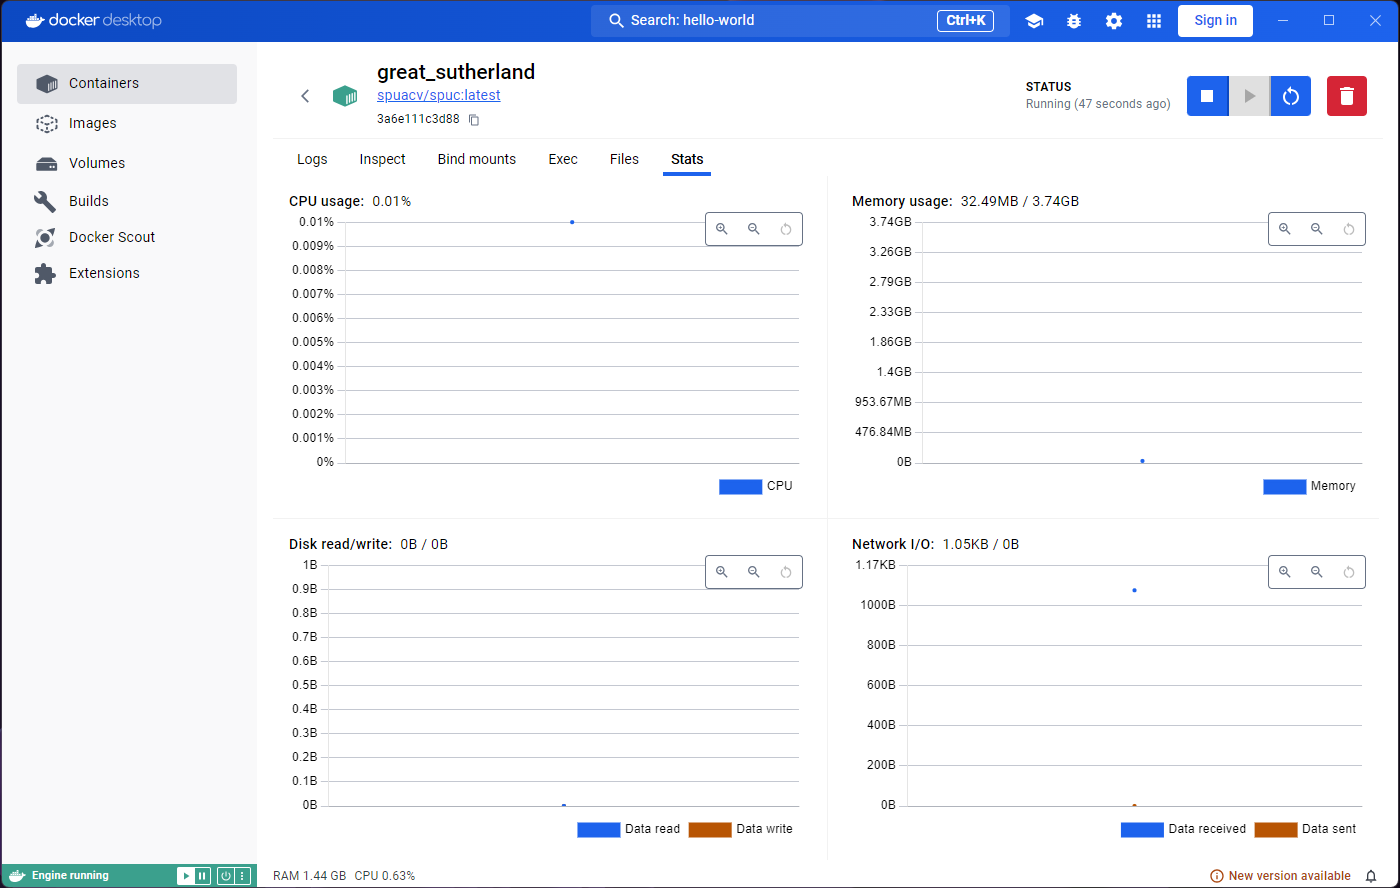 docker desktop
Search: hello-world
Ctrl+K
Sign in
Containers
Images
Volumes
Builds
Docker Scout
Extensions
great_sutherland
spuacv/spuc:latest
3a6e111c3d88
STATUS
Running (47 seconds ago)
Logs Inspect Bind mounts Exec Files Stats
CPU usage: 0.01%
0.01%
0.009%
0.008%
0.007%
0.006%
0.005%
0.004%
0.003%
0.002%
0.001%
0%
CPU
Memory usage: 32.49MB / 3.74GB
3.74GB
3.26GB
2.79GB
2.33GB
1.86GB
1.4GB
953.67MB
476.84MB
0B
Memory
Disk read/write: 0B / 0B
1B
0.9B
0.8B
0.7B
0.6B
0.5B
0.4B
0.3B
0.2B
0.1B
0B
Data read Data write
Network I/O: 1.05KB / 0B
1.17KB
1000B
800B
600B
400B
200B
0B
Data received Data sent
Engine running
RAM 1.44 GB CPU 0.63%
New version available